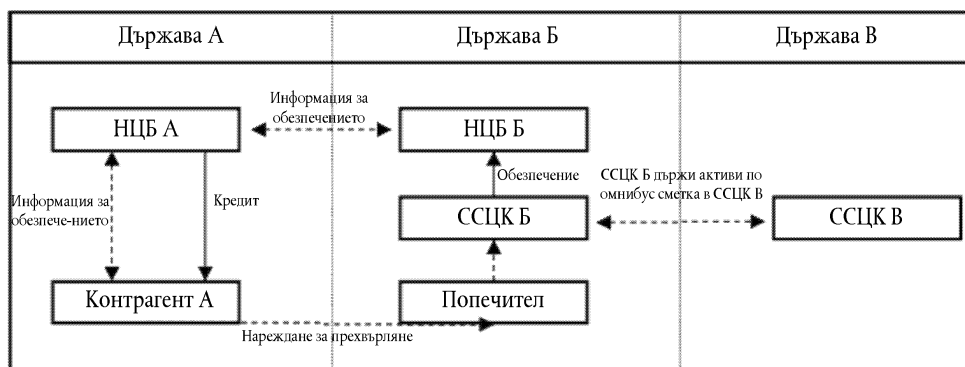 Държава А
Държава Б
Държава В
Информация за
обезпечението
НЦБ А
НЦБ Б
Обезпечение
ССЦК Б държи активи по
омнибус сметка в ССЦК В
Информация за
обезпече-нието
Кредит
ССЦК Б
ССЦК В
Контрагент А
Попечител
Нареждане за прехвърляне